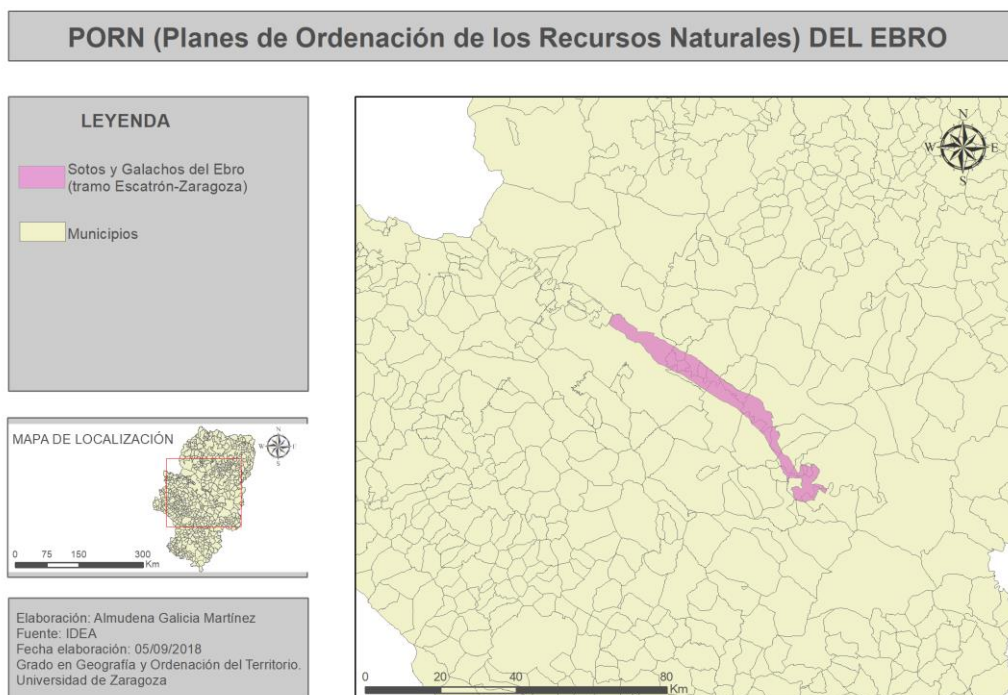 PORN (Planes de Ordenación de los Recursos Naturales) DEL EBRO
LEYENDA
Sotos y Galachos del Ebro
(tramo Escatrón-Zaragoza)
Municipios
N
W E
S
MAPA DE LOCALIZACIÓN
N
W E
S
0 75 150 300
Km
Elaboración: Almudena Galicia Martínez
Fuente: IDEA
Fecha elaboración: 05/09/2018
Grado en Geografía y Ordenación del Territorio.
Universidad de Zaragoza
0 20 40 80
Km